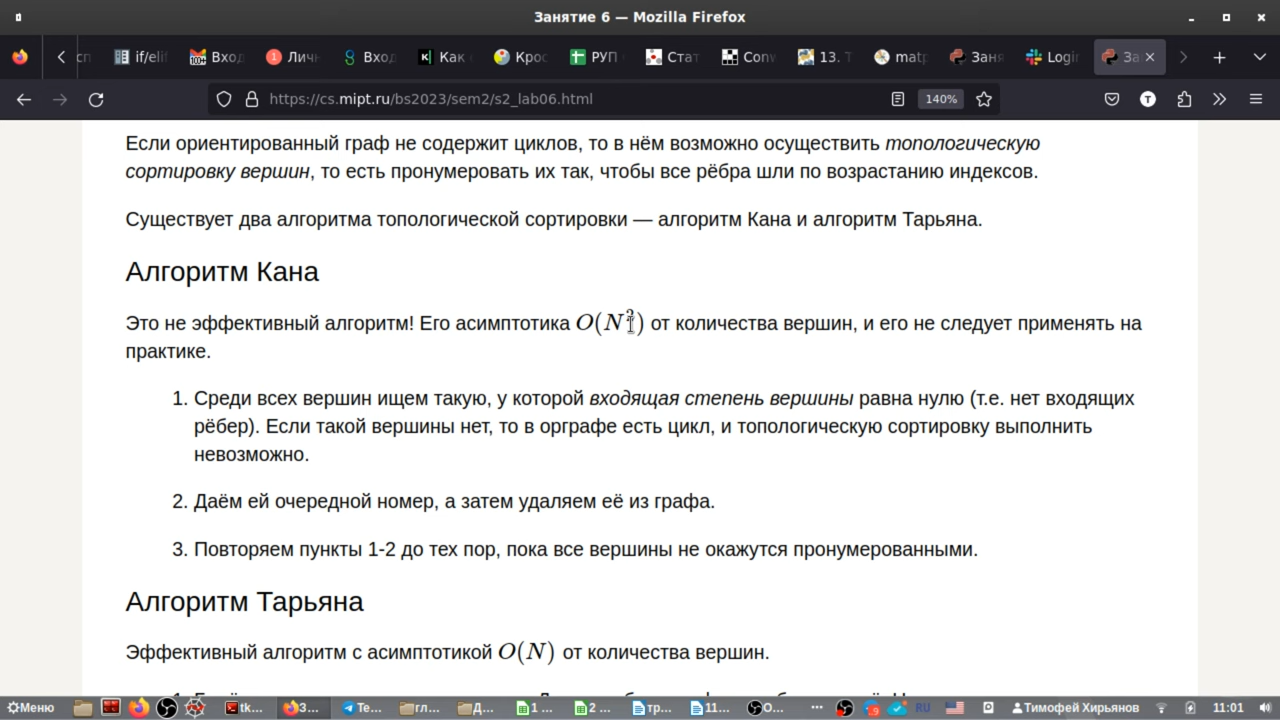 Занятие 6 — Mozilla Firefox
if/eli
Вход
Личн
Вход
Как
Крос
РУП
Стат
Conv
13. Т
matp
Заня
Login
За
https://cs.mipt.ru/bs2023/sem2/s2_lab06.html
140%
Если ориентированный граф не содержит циклов, то в нём возможно осуществить топологическую
сортировку вершин, то есть пронумеровать их так, чтобы все рёбра шли по возрастанию индексов.
Существует два алгоритма топологической сортировки — алгоритм Кана и алгоритм Тарьяна.
Алгоритм Кана
Это не эффективный алгоритм! Его асимптотика O(N²) от количества вершин, и его не следует применять на
практике.
1. Среди всех вершин ищем такую, у которой входящая степень вершины равна нулю (т.е. нет входящих
рёбер). Если такой вершины нет, то в орграфе есть цикл, и топологическую сортировку выполнить
невозможно.
2. Даём ей очередной номер, а затем удаляем её из графа.
3. Повторяем пункты 1-2 до тех пор, пока все вершины не окажутся пронумерованными.
Алгоритм Тарьяна
Эффективный алгоритм с асимптотикой O(N) от количества вершин.
Меню
tk...
З...
Те...
гл...
Д...
1 ...
2 ...
тр...
11...
О...
RU
Тимофей Хирьянов
11:01